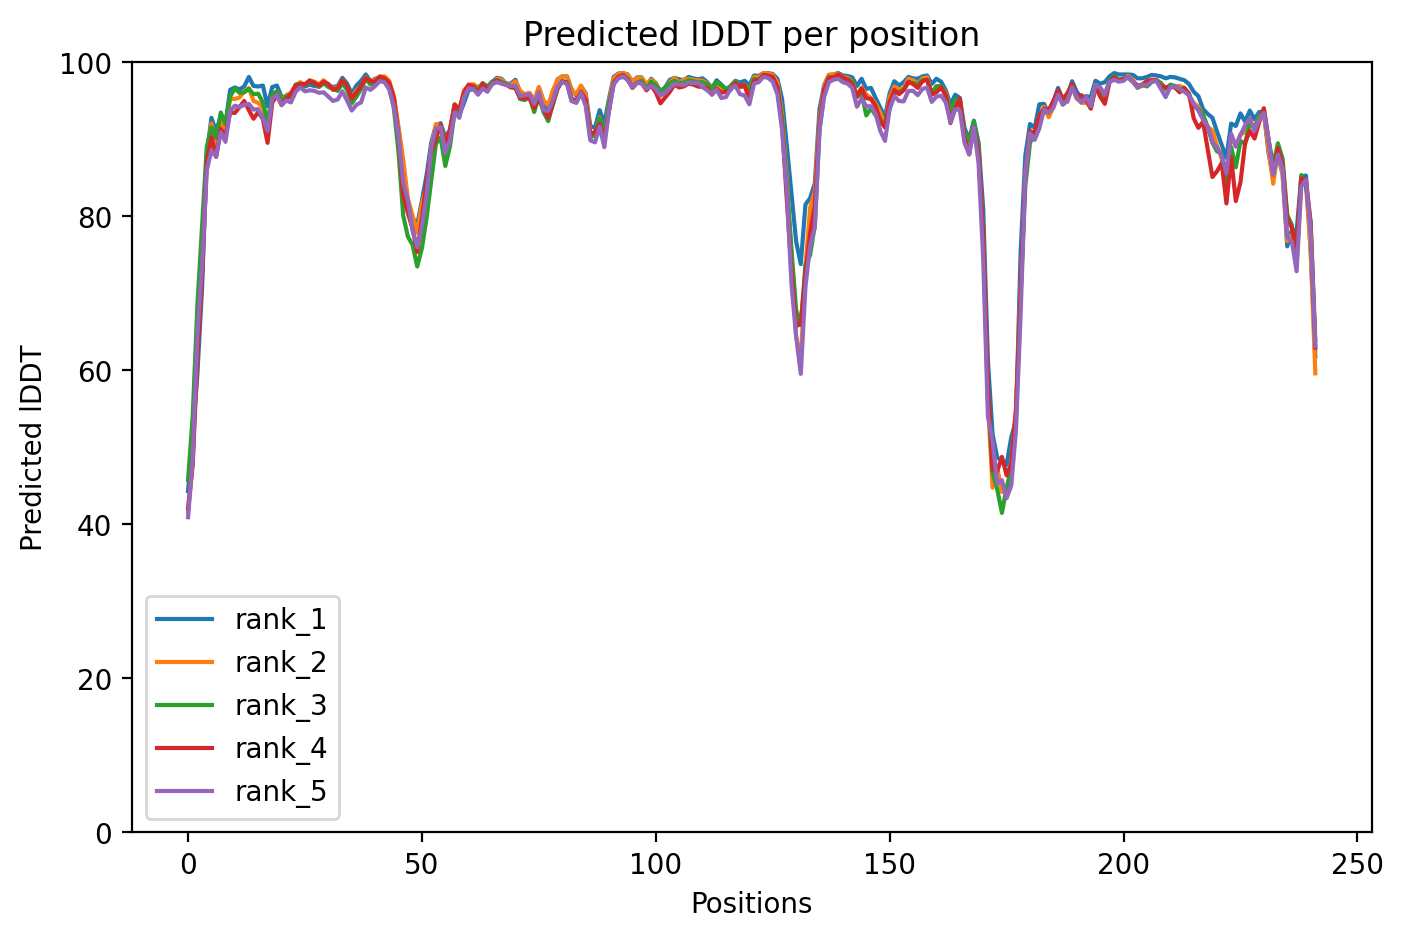 Predicted lDDT per position
100
80
60
40
20
0
Predicted lDDT
rank_1
rank_2
rank_3
rank_4
rank_5
0 50 100 150 200 250
Positions